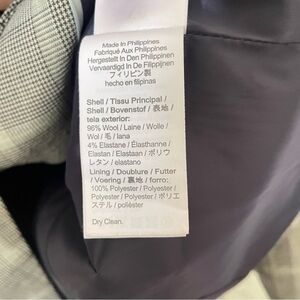 Made In Philippines
Fabriqué Aux Philippines
Hergestellt In Den Philippinen
Vervaardigd In De Filippijnen
フィリピン製
hecho en filipinas
Shell / Tissu Principal /
Shell / Bovenstof / 表地 /
tela exterior:
96% Wool / Laine / Wolle /
Wol / 毛 / lana
4% Elastane / Élasthanne /
Elastan / Elastaan / ポリウ
レタン / elastano
Lining / Doublure / Futter
/ Voering / 裏地 / forro:
100% Polyester / Polyester /
Polyester / Polyester / ポリエ
ステル / poliéster
Dry Clean.